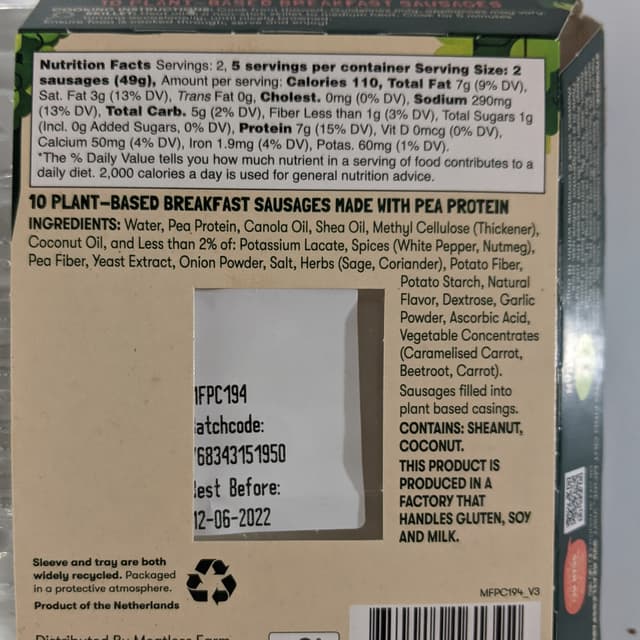 10 PLANT-BASED BREAKFAST SAUSAGES
Nutrition Facts Servings: 2, 5 servings per container Serving Size: 2
sausages (49g), Amount per serving: Calories 110, Total Fat 7g (9% DV),
Sat. Fat 3g (13% DV), Trans Fat 0g, Cholest. 0mg (0% DV), Sodium 290mg
(13% DV), Total Carb. 5g (2% DV), Fiber Less than 1g (3% DV), Total Sugars 1g
(Incl. 0g Added Sugars, 0% DV), Protein 7g (15% DV), Vit D 0mcg (0% DV),
Calcium 50mg (4% DV), Iron 1.9mg (4% DV), Potas. 60mg (1% DV).
*The % Daily Value tells you how much nutrient in a serving of food contributes to a
daily diet. 2,000 calories a day is used for general nutrition advice.
10 PLANT-BASED BREAKFAST SAUSAGES MADE WITH PEA PROTEIN
INGREDIENTS: Water, Pea Protein, Canola Oil, Shea Oil, Methyl Cellulose (Thickener),
Coconut Oil, and Less than 2% of: Potassium Lacate, Spices (White Pepper, Nutmeg),
Pea Fiber, Yeast Extract, Onion Powder, Salt, Herbs (Sage, Coriander), Potato Fiber,
Potato Starch, Natural
Flavor, Dextrose, Garlic
Powder, Ascorbic Acid,
Vegetable Concentrates
(Caramelised Carrot,
Beetroot, Carrot).
Sausages filled into
plant based casings.
CONTAINS: SHEANUT,
COCONUT.
THIS PRODUCT IS
PRODUCED IN A
FACTORY THAT
HANDLES GLUTEN, SOY
AND MILK.
MFPC194
atchcode:
68343151950
est Before:
12-06-2022
Sleeve and tray are both
widely recycled. Packaged
in a protective atmosphere.
Product of the Netherlands
MFPC194_V3
Distributed By Meatless Farm